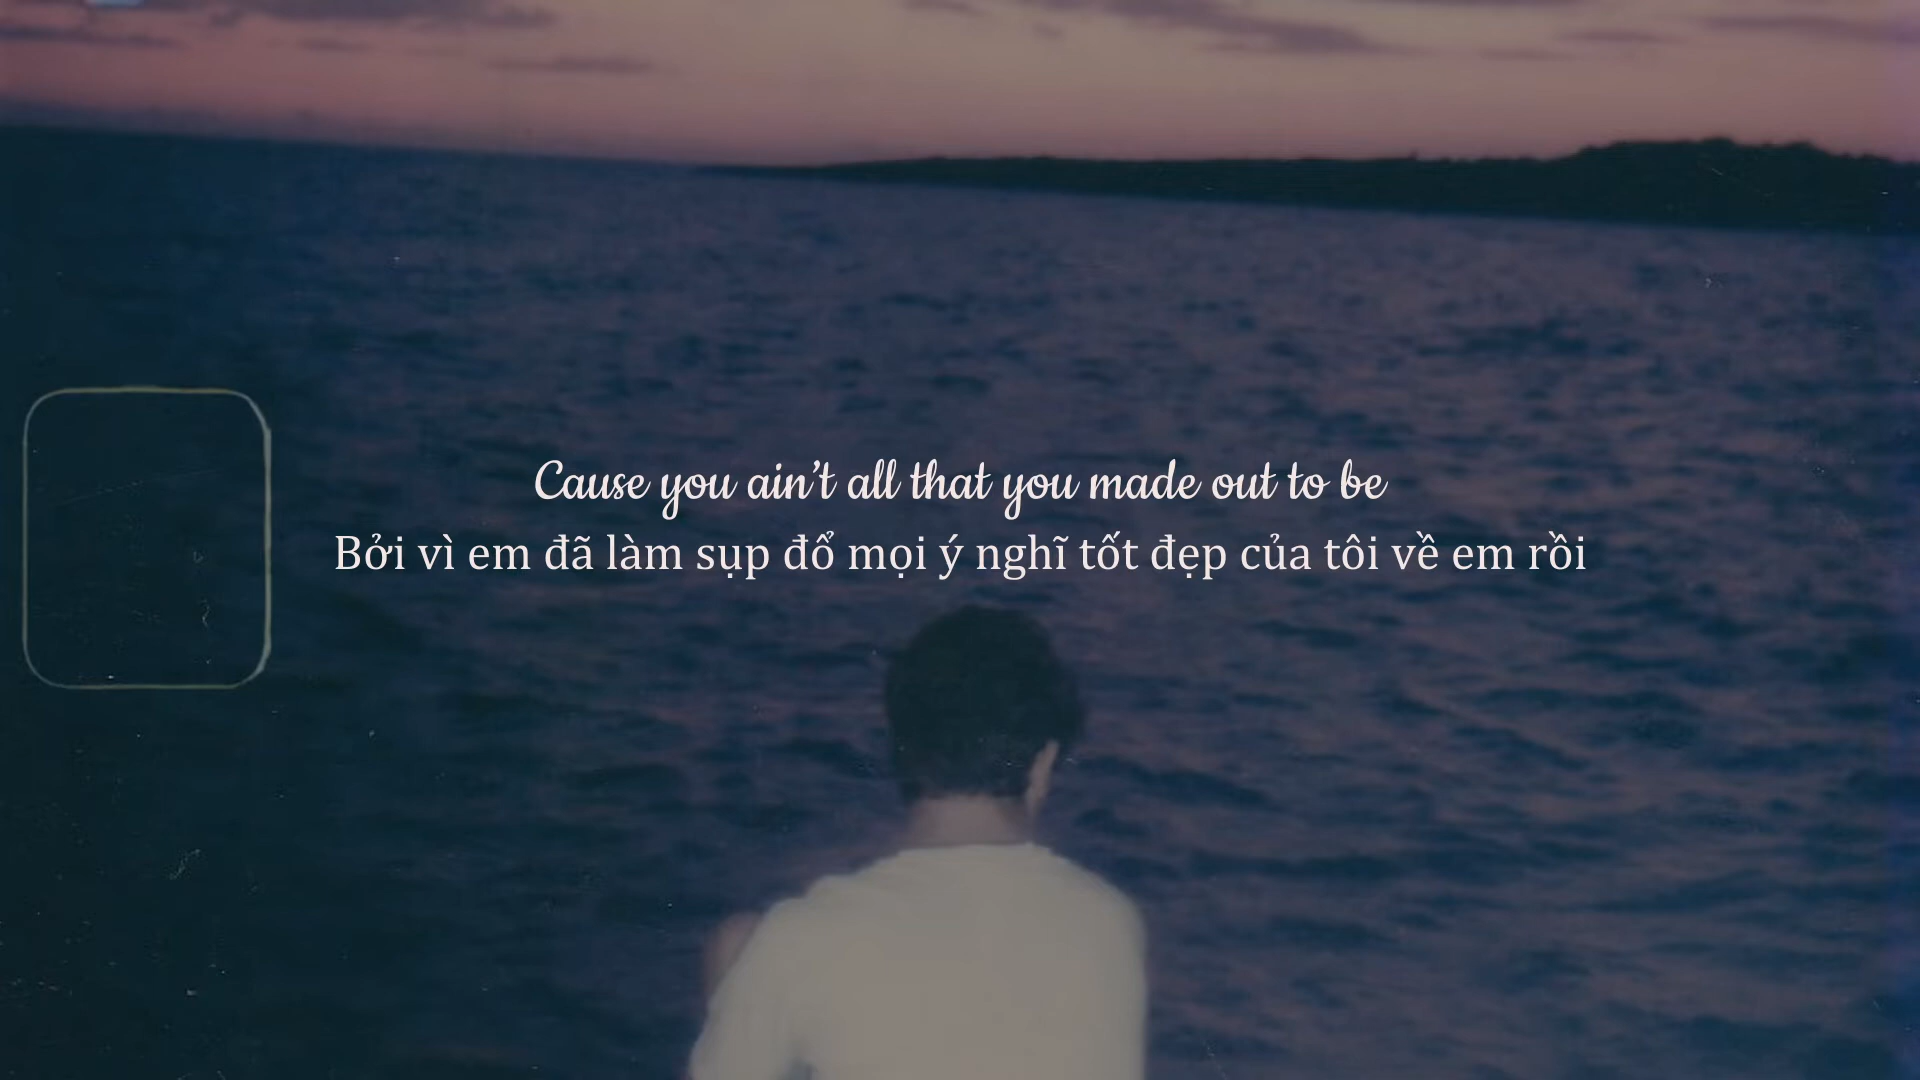 Cause you ain’t all that you made out to be
Bởi vì em đã làm sụp đổ mọi ý nghĩ tốt đẹp của tôi về em rồi